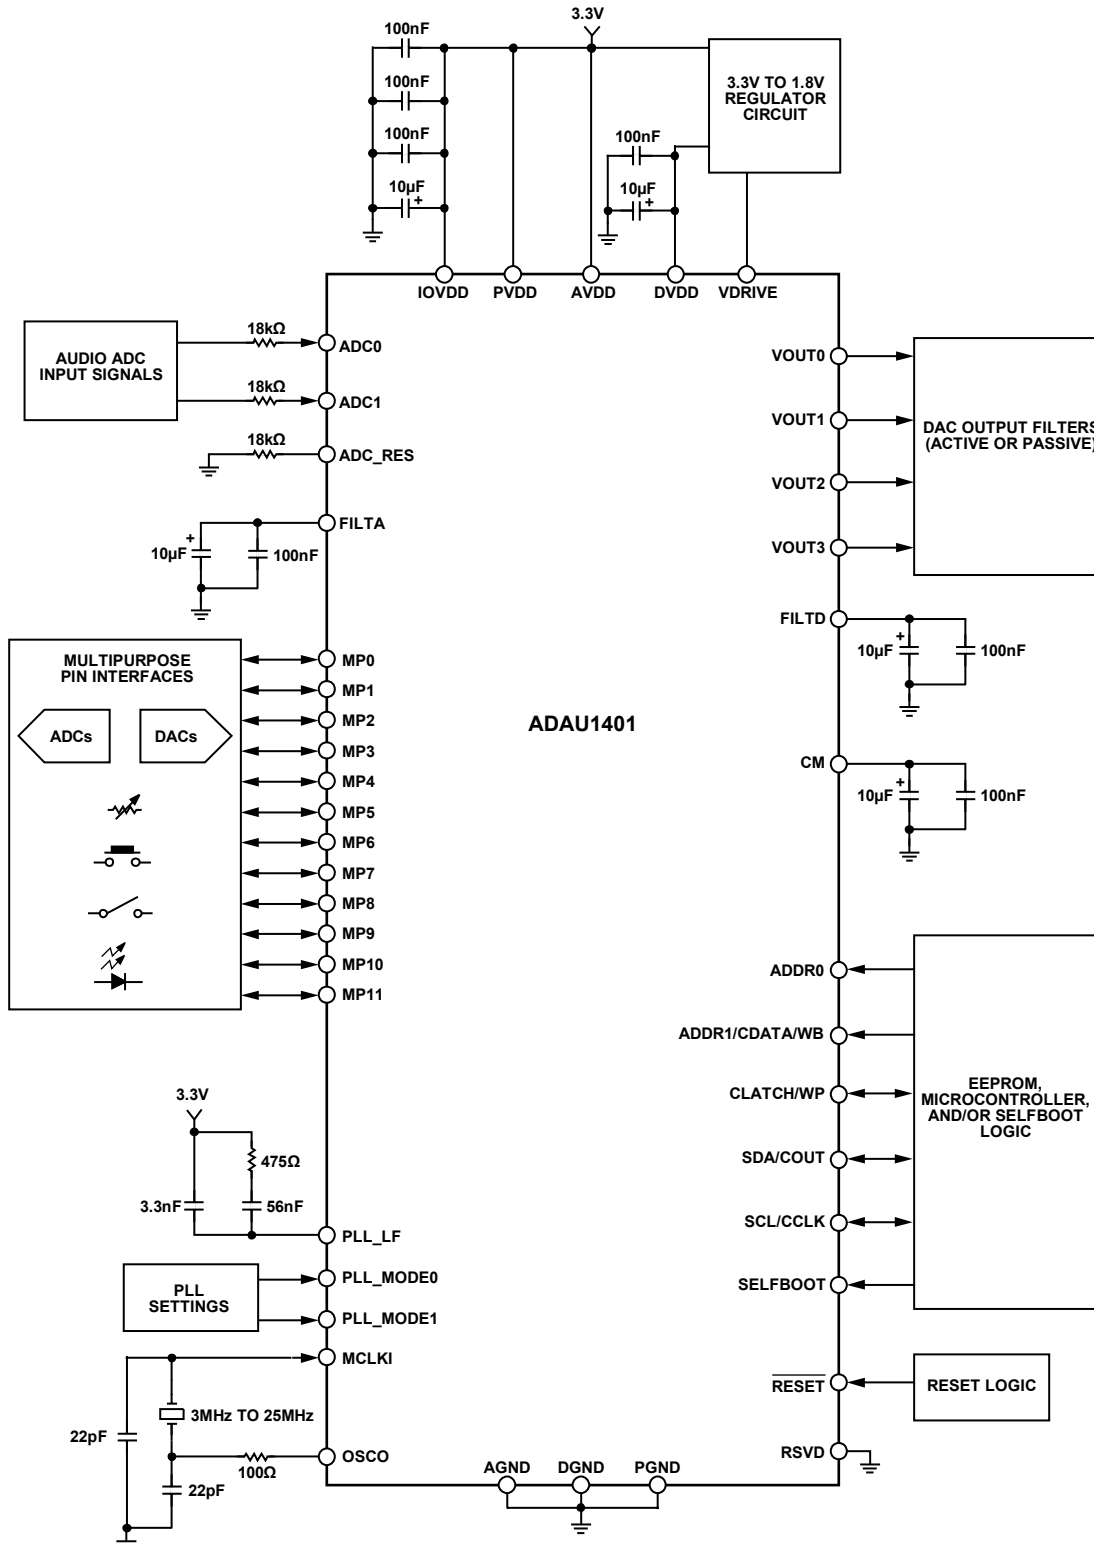 3.3V
100nF
100nF
100nF
10µF
+
100nF
10µF
+
3.3V TO 1.8V
REGULATOR
CIRCUIT
IOVDD
PVDD
AVDD
DVDD
VDRIVE
AUDIO ADC
INPUT SIGNALS
18kΩ
18kΩ
18kΩ
ADC0
ADC1
ADC_RES
FILTA
+
10µF
100nF
MULTIPURPOSE
PIN INTERFACES
ADCs
DACs
MP0
MP1
MP2
MP3
MP4
MP5
MP6
MP7
MP8
MP9
MP10
MP11
3.3V
475Ω
3.3nF
56nF
PLL_LF
PLL
SETTINGS
PLL_MODE0
PLL_MODE1
MCLKI
3MHz TO 25MHz
22pF
100Ω
22pF
OSCO
ADAU1401
AGND
DGND
PGND
VOUT0
VOUT1
VOUT2
VOUT3
DAC OUTPUT FILTERS
(ACTIVE OR PASSIVE)
FILTD
+
10µF
100nF
CM
+
10µF
100nF
ADDR0
ADDR1/CDATA/WB
CLATCH/WP
SDA/COUT
SCL/CCLK
SELFBOOT
EEPROM,
MICROCONTROLLER,
AND/OR SELFBOOT
LOGIC
RESET
RESET LOGIC
RSVD